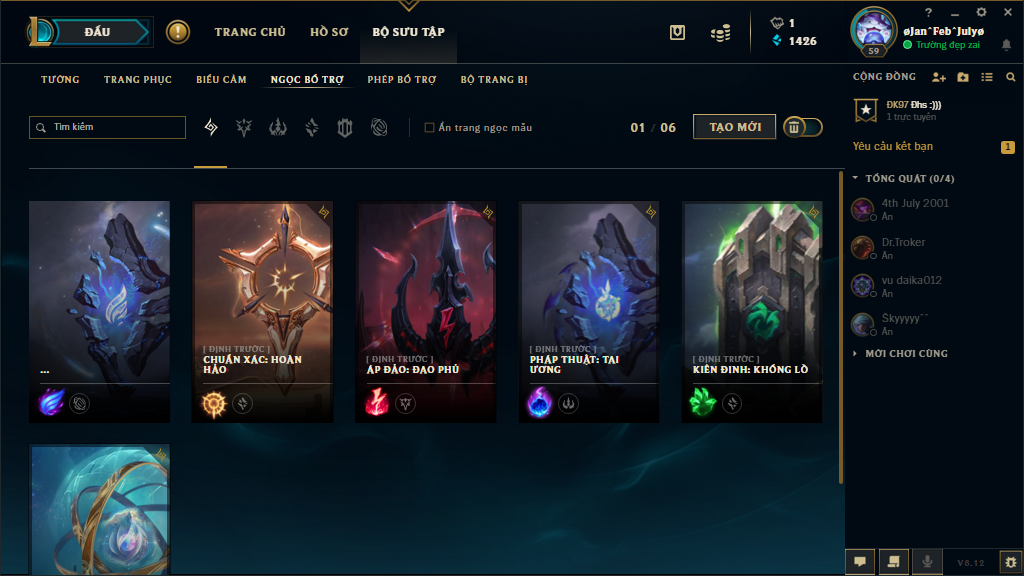 ĐẤU
TRANG CHỦ
HỒ SƠ
BỘ SƯU TẬP
1
1426
59
øJan^Feb^Julyø
Trường đẹp zai
TƯỚNG
TRANG PHỤC
BIỂU CẢM
NGỌC BỔ TRỢ
PHÉP BỔ TRỢ
BỘ TRANG BỊ
Tìm kiếm
Ẩn trang ngọc mẫu
01 / 06
TẠO MỚI
...
[ ĐỊNH TRƯỚC ]
CHUẨN XÁC: HOÀN
HẢO
[ ĐỊNH TRƯỚC ]
ÁP ĐẢO: ĐAO PHỦ
[ ĐỊNH TRƯỚC ]
PHÁP THUẬT: TAI
ƯƠNG
[ ĐỊNH TRƯỚC ]
KIÊN ĐỊNH: KHỔNG LỒ
CỘNG ĐỒNG
ĐK97 Đhs :)))
1 trực tuyến
Yêu cầu kết bạn
1
TỔNG QUÁT (0/4)
4th July 2001
Ẩn
Dr.Troker
Ẩn
vu daika012
Ẩn
Skyyyyy^^
Ẩn
MỚI CHƠI CÙNG
V8.12